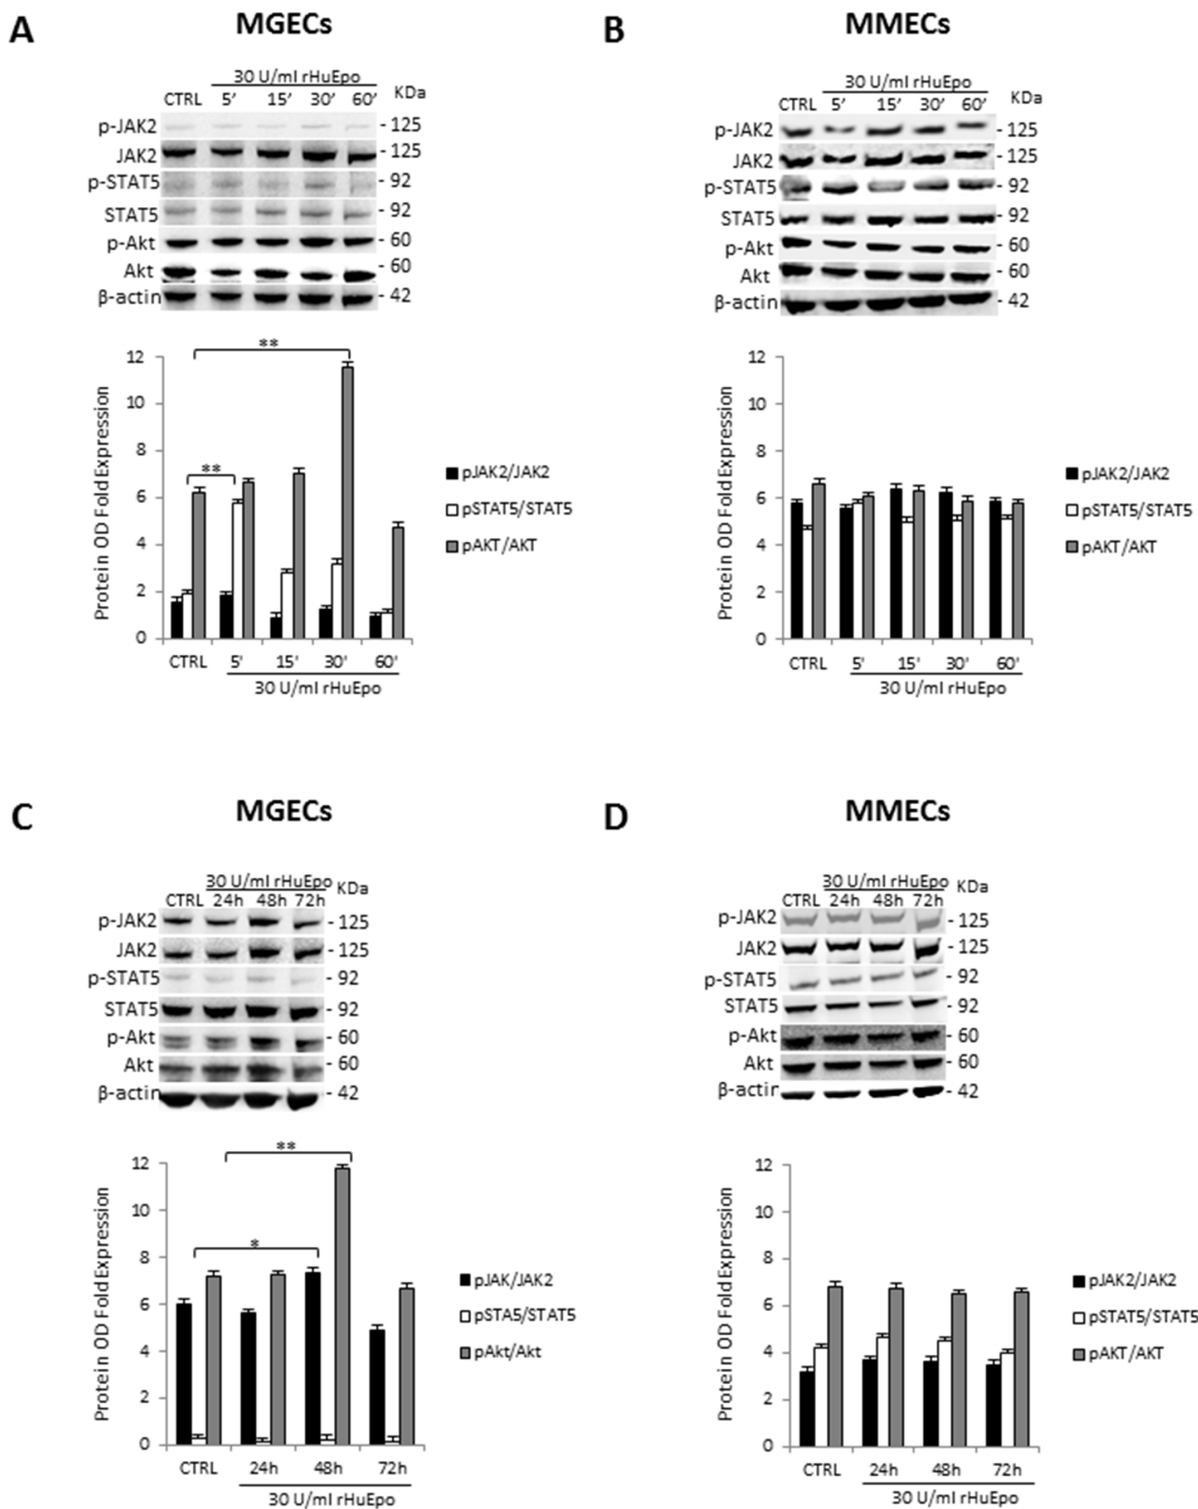 A
MGECs
30 U/ml rHuEpo
CTRL 5' 15' 30' 60' KDa
p-JAK2 - 125
JAK2 - 125
p-STAT5 - 92
STAT5 - 92
p-Akt - 60
Akt - 60
β-actin - 42
**
**
Protein OD Fold Expression
12
10
8
6
4
2
0
CTRL 5' 15' 30' 60'
30 U/ml rHuEpo
pJAK2/JAK2
pSTAT5/STAT5
pAKT/AKT
B
MMECs
30 U/ml rHuEpo
CTRL 5' 15' 30' 60' KDa
p-JAK2 - 125
JAK2 - 125
p-STAT5 - 92
STAT5 - 92
p-Akt - 60
Akt - 60
β-actin - 42
Protein OD Fold Expression
12
10
8
6
4
2
0
CTRL 5' 15' 30' 60'
30 U/ml rHuEpo
pJAK2/JAK2
pSTAT5/STAT5
pAKT/AKT
C
MGECs
30 U/ml rHuEpo KDa
CTRL 24h 48h 72h
p-JAK2 - 125
JAK2 - 125
p-STAT5 - 92
STAT5 - 92
p-Akt - 60
Akt - 60
β-actin - 42
**
*
Protein OD Fold Expression
12
10
8
6
4
2
0
CTRL 24h 48h 72h
30 U/ml rHuEpo
pJAK/JAK2
pSTA5/STAT5
pAkt/Akt
D
MMECs
30 U/ml rHuEpo KDa
CTRL 24h 48h 72h
p-JAK2 - 125
JAK2 - 125
p-STAT5 - 92
STAT5 - 92
p-Akt - 60
Akt - 60
β-actin - 42
Protein OD Fold Expression
12
10
8
6
4
2
0
CTRL 24h 48h 72h
30 U/ml rHuEpo
pJAK2/JAK2
pSTAT5/STAT5
pAKT/AKT